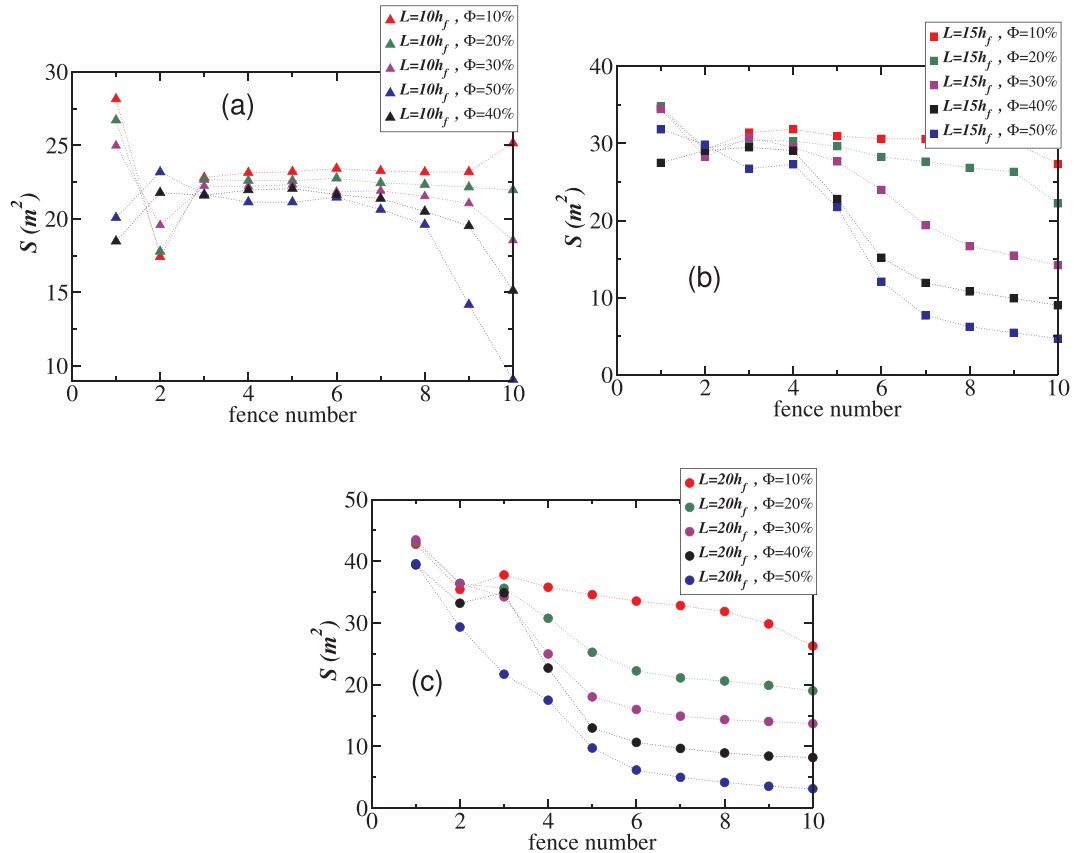 L=10h_f , Φ=10%
L=10h_f , Φ=20%
L=10h_f , Φ=30%
L=10h_f , Φ=50%
L=10h_f , Φ=40%
(a)
30
25
20
15
10
S (m²)
0 2 4 6 8 10
fence number
L=15h_f , Φ=10%
L=15h_f , Φ=20%
L=15h_f , Φ=30%
L=15h_f , Φ=40%
L=15h_f , Φ=50%
(b)
40
30
20
10
0
S (m²)
0 2 4 6 8 10
fence number
L=20h_f , Φ=10%
L=20h_f , Φ=20%
L=20h_f , Φ=30%
L=20h_f , Φ=40%
L=20h_f , Φ=50%
(c)
50
40
30
20
10
0
S (m²)
0 2 4 6 8 10
fence number